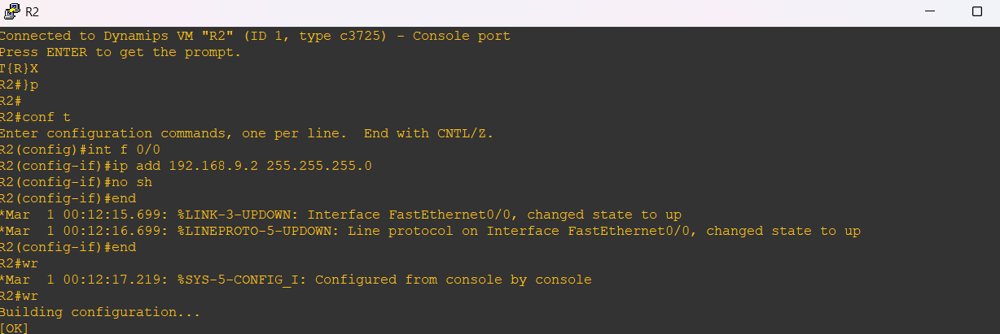 R2
Connected to Dynamips VM "R2" (ID 1, type c3725) - Console port
Press ENTER to get the prompt.
T{R}X
R2#}p
R2#
R2#conf t
Enter configuration commands, one per line.  End with CNTL/Z.
R2(config)#int f 0/0
R2(config-if)#ip add 192.168.9.2 255.255.255.0
R2(config-if)#no sh
R2(config-if)#end
*Mar  1 00:12:15.699: %LINK-3-UPDOWN: Interface FastEthernet0/0, changed state to up
*Mar  1 00:12:16.699: %LINEPROTO-5-UPDOWN: Line protocol on Interface FastEthernet0/0, changed state to up
R2(config-if)#end
R2#wr
*Mar  1 00:12:17.219: %SYS-5-CONFIG_I: Configured from console by console
R2#wr
Building configuration...
[OK]